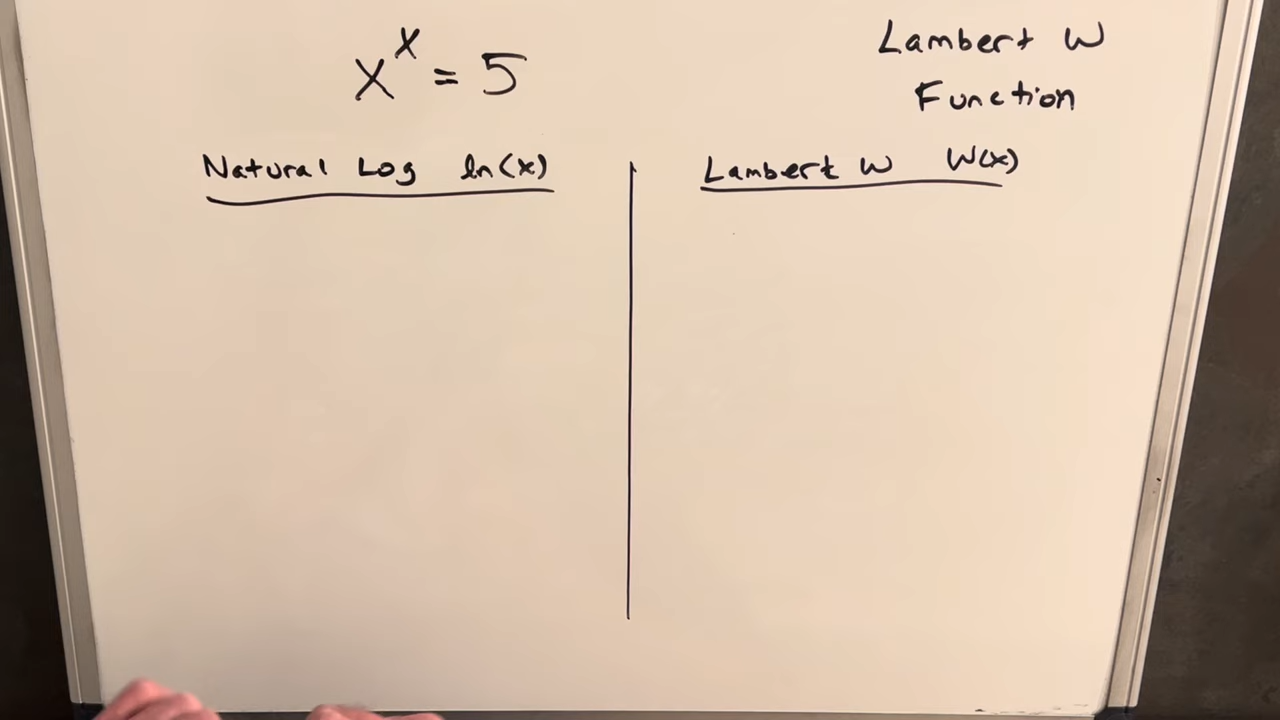 x^x = 5
Lambert W
Function
Natural Log ln(x)
Lambert W W(x)